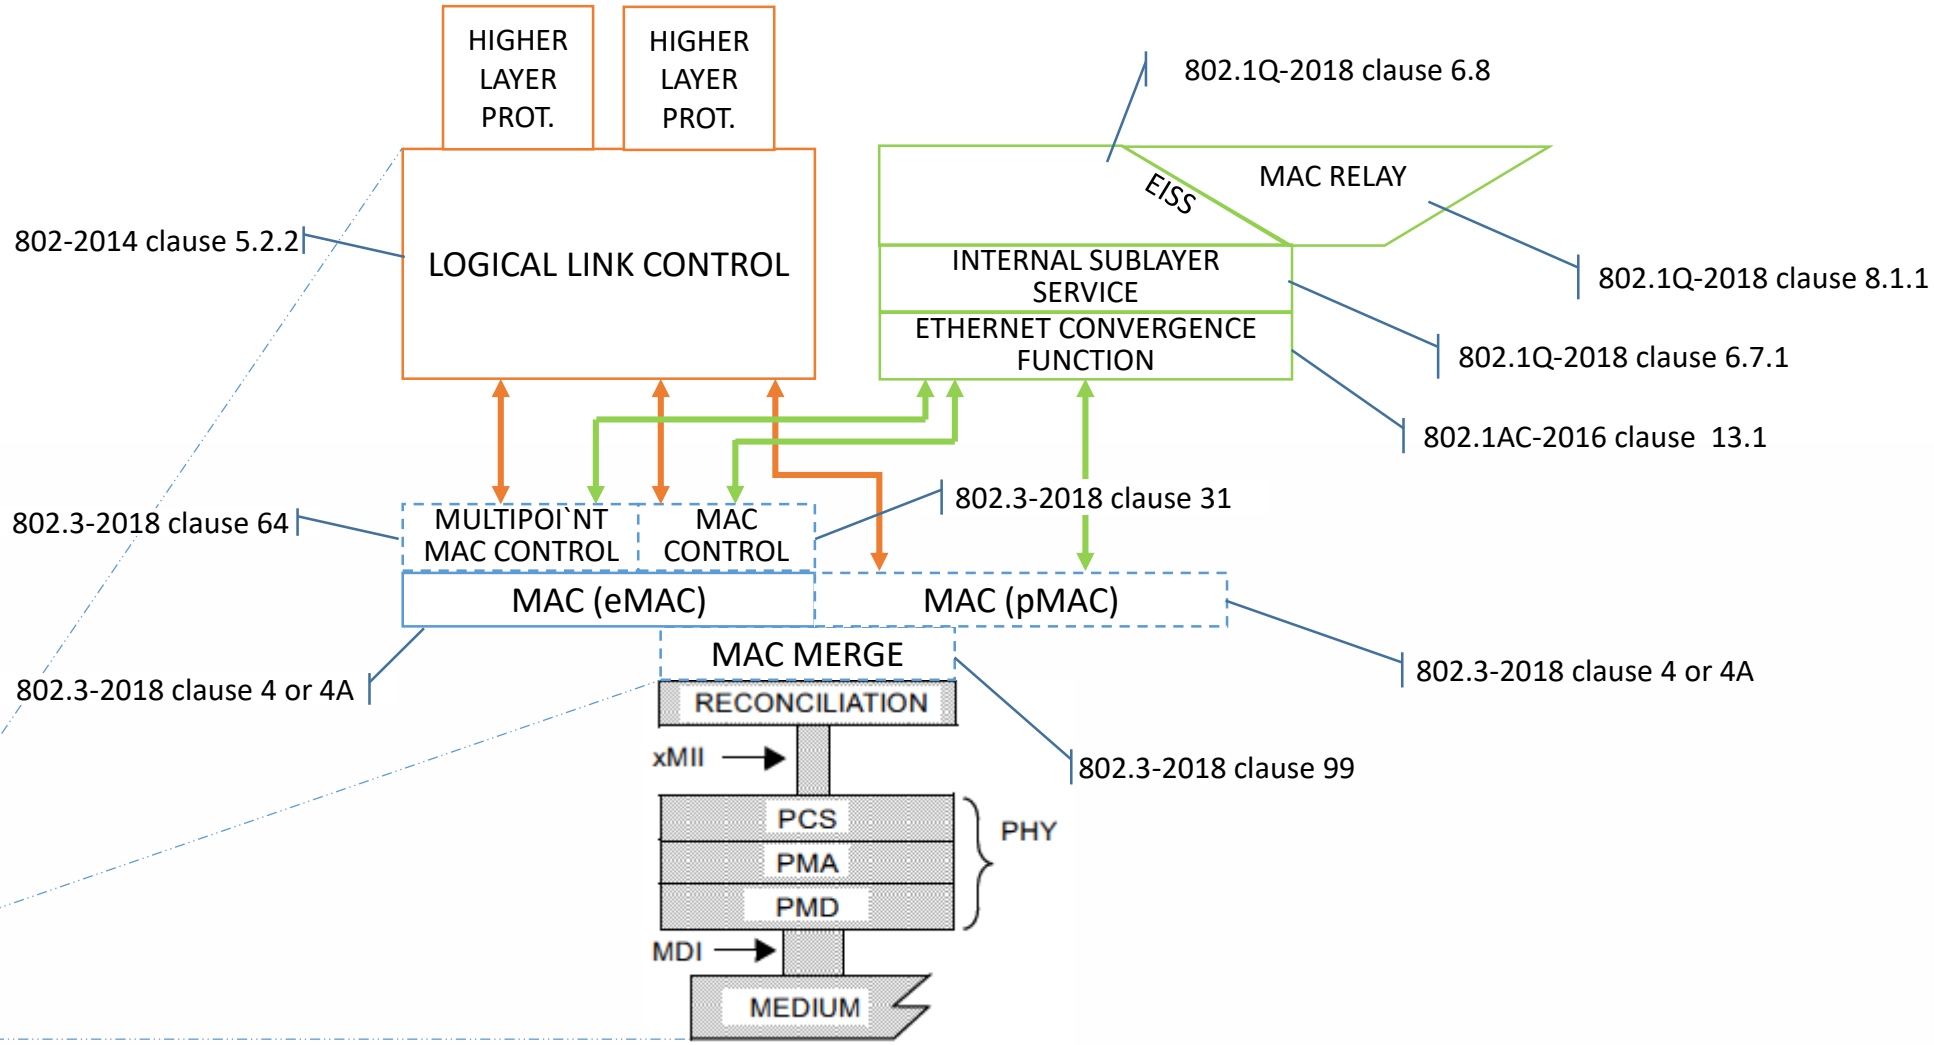 HIGHER
LAYER
PROT.
HIGHER
LAYER
PROT.
802.1Q-2018 clause 6.8
MAC RELAY
EISS
802-2014 clause 5.2.2
LOGICAL LINK CONTROL
INTERNAL SUBLAYER
SERVICE
802.1Q-2018 clause 8.1.1
ETHERNET CONVERGENCE
FUNCTION
802.1Q-2018 clause 6.7.1
802.1AC-2016 clause  13.1
802.3-2018 clause 31
802.3-2018 clause 64
MULTIPOI`NT
MAC CONTROL
MAC
CONTROL
MAC (eMAC)
MAC (pMAC)
MAC MERGE
802.3-2018 clause 4 or 4A
802.3-2018 clause 4 or 4A
RECONCILIATION
xMII
802.3-2018 clause 99
PCS
PHY
PMA
PMD
MDI
MEDIUM